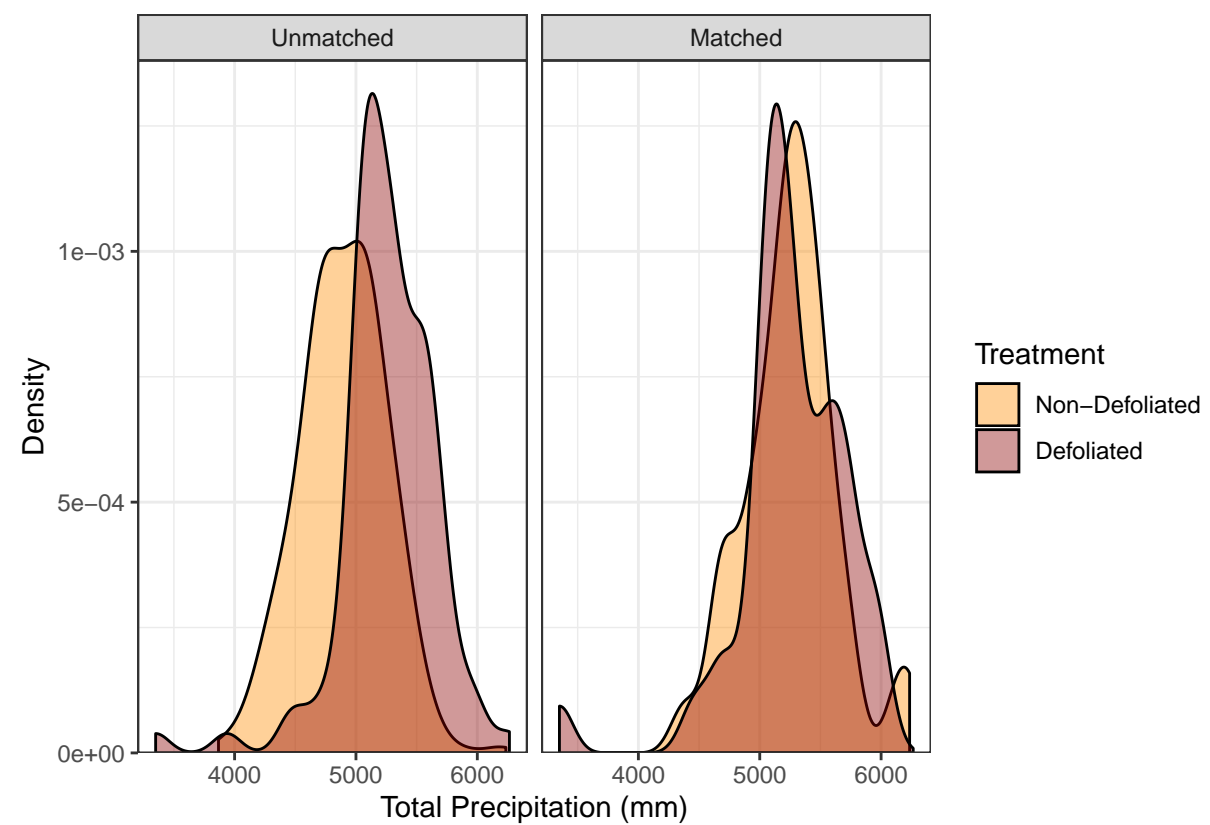 Unmatched
Matched
Density
1e−03
5e−04
0e+00
4000 5000 6000
4000 5000 6000
Total Precipitation (mm)
Treatment
Non−Defoliated
Defoliated